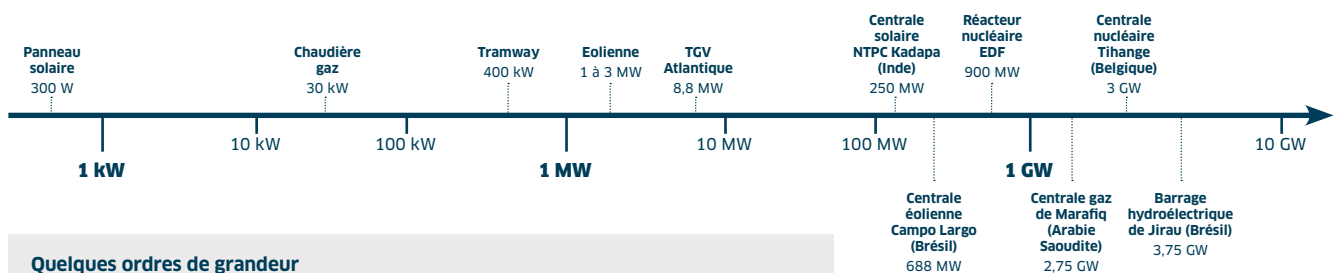 Panneau
solaire
300 W
Chaudière
gaz
30 kW
Tramway
400 kW
Eolienne
1 à 3 MW
TGV
Atlantique
8,8 MW
Centrale
solaire
NTPC Kadapa
(Inde)
250 MW
Réacteur
nucléaire
EDF
900 MW
Centrale
nucléaire
Tihange
(Belgique)
3 GW
1 kW
10 kW
100 kW
1 MW
10 MW
100 MW
1 GW
10 GW
Centrale
éolienne
Campo Largo
(Brésil)
688 MW
Centrale gaz
de Marafiq
(Arabie
Saoudite)
2,75 GW
Barrage
hydroélectrique
de Jirau (Brésil)
3,75 GW
Quelques ordres de grandeur